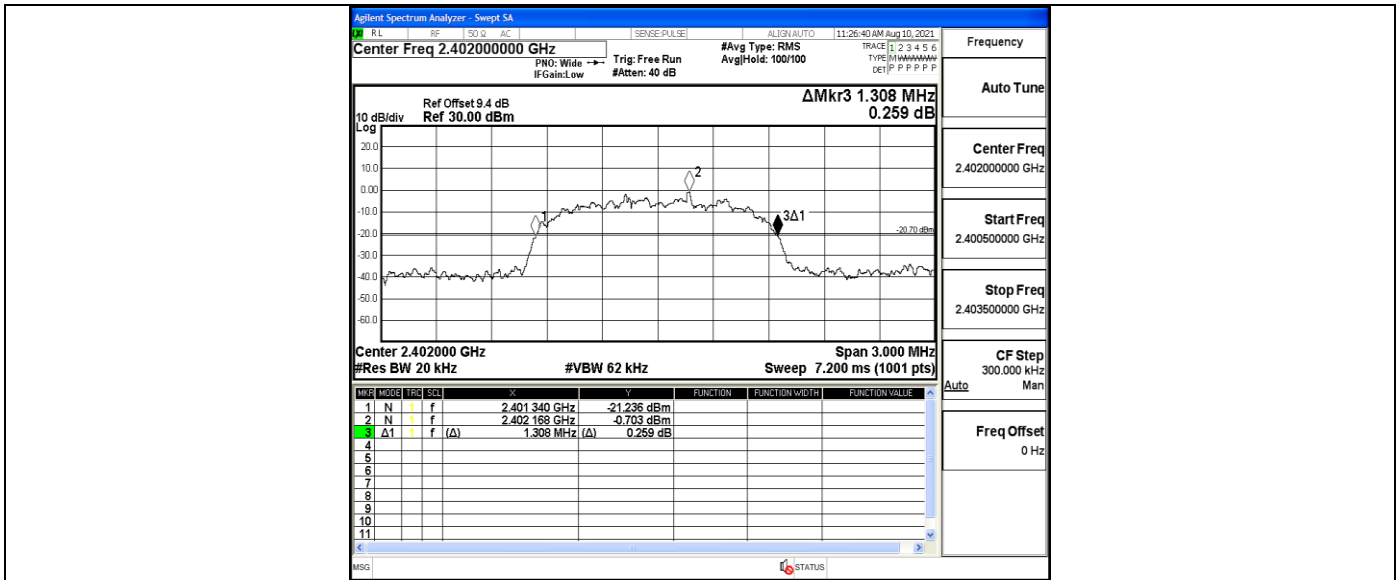 Agilent Spectrum Analyzer - Swept SA
RL RF 50 Ω AC SENSE:PULSE ALIGN AUTO 11:26:40 AM Aug 10, 2021
Center Freq 2.402000000 GHz
PNO: Wide
IFGain:Low
Trig: Free Run
#Atten: 40 dB
#Avg Type: RMS
Avg|Hold: 100/100
TRACE 1 2 3 4 5 6
TYPE M
DET P P P P P P
ΔMkr3 1.308 MHz
0.259 dB
Ref Offset 9.4 dB
10 dB/div Ref 30.00 dBm
Log
20.0
10.0
0.00
-10.0
-20.0
-30.0
-40.0
-50.0
-60.0
1
2
3Δ1
-20.70 dBm
Center 2.402000 GHz Span 3.000 MHz
#Res BW 20 kHz #VBW 62 kHz Sweep 7.200 ms (1001 pts)
MKR MODE TRC SCL X Y FUNCTION FUNCTION WIDTH FUNCTION VALUE
1 N 1 f 2.401 340 GHz -21.236 dBm
2 N 1 f 2.402 168 GHz -0.703 dBm
3 Δ1 1 f (Δ) 1.308 MHz (Δ) 0.259 dB
4
5
6
7
8
9
10
11
MSG STATUS
Frequency
Auto Tune
Center Freq
2.402000000 GHz
Start Freq
2.400500000 GHz
Stop Freq
2.403500000 GHz
CF Step
300.000 kHz
Auto Man
Freq Offset
0 Hz